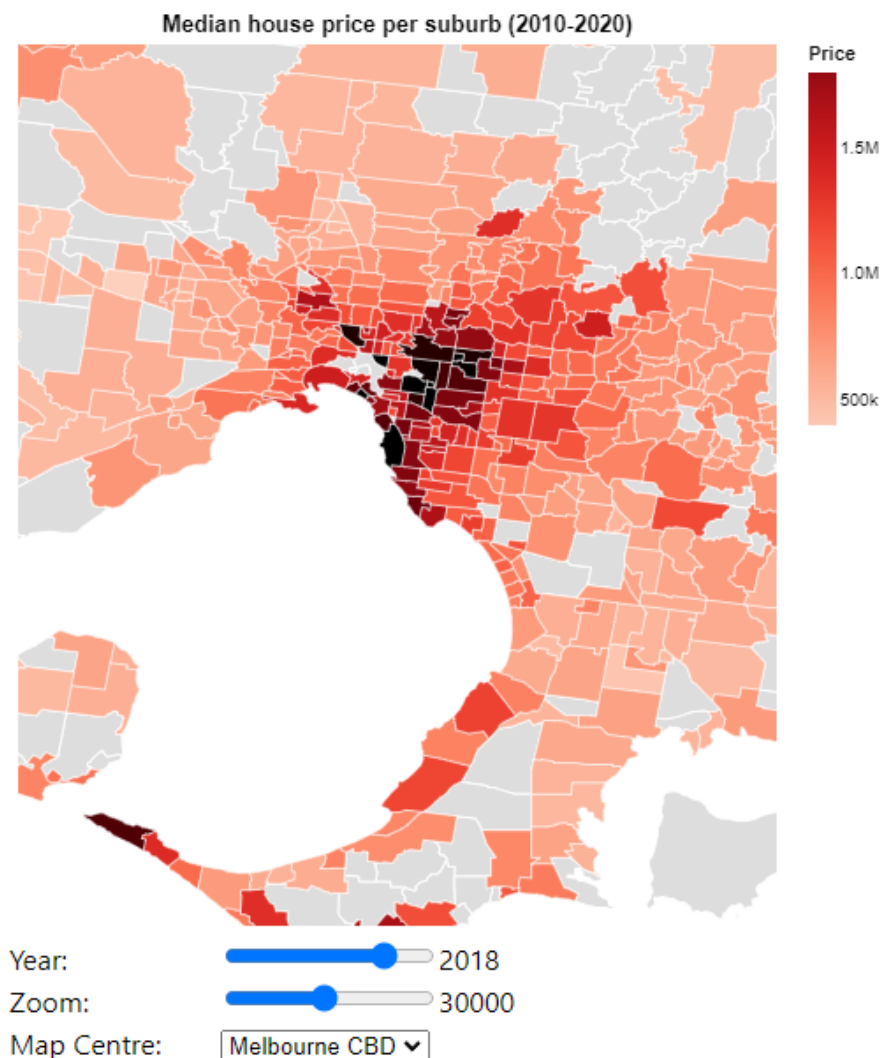 Median house price per suburb (2010-2020)
Price
1.5M
1.0M
500k
Year: 2018
Zoom: 30000
Map Centre: Melbourne CBD